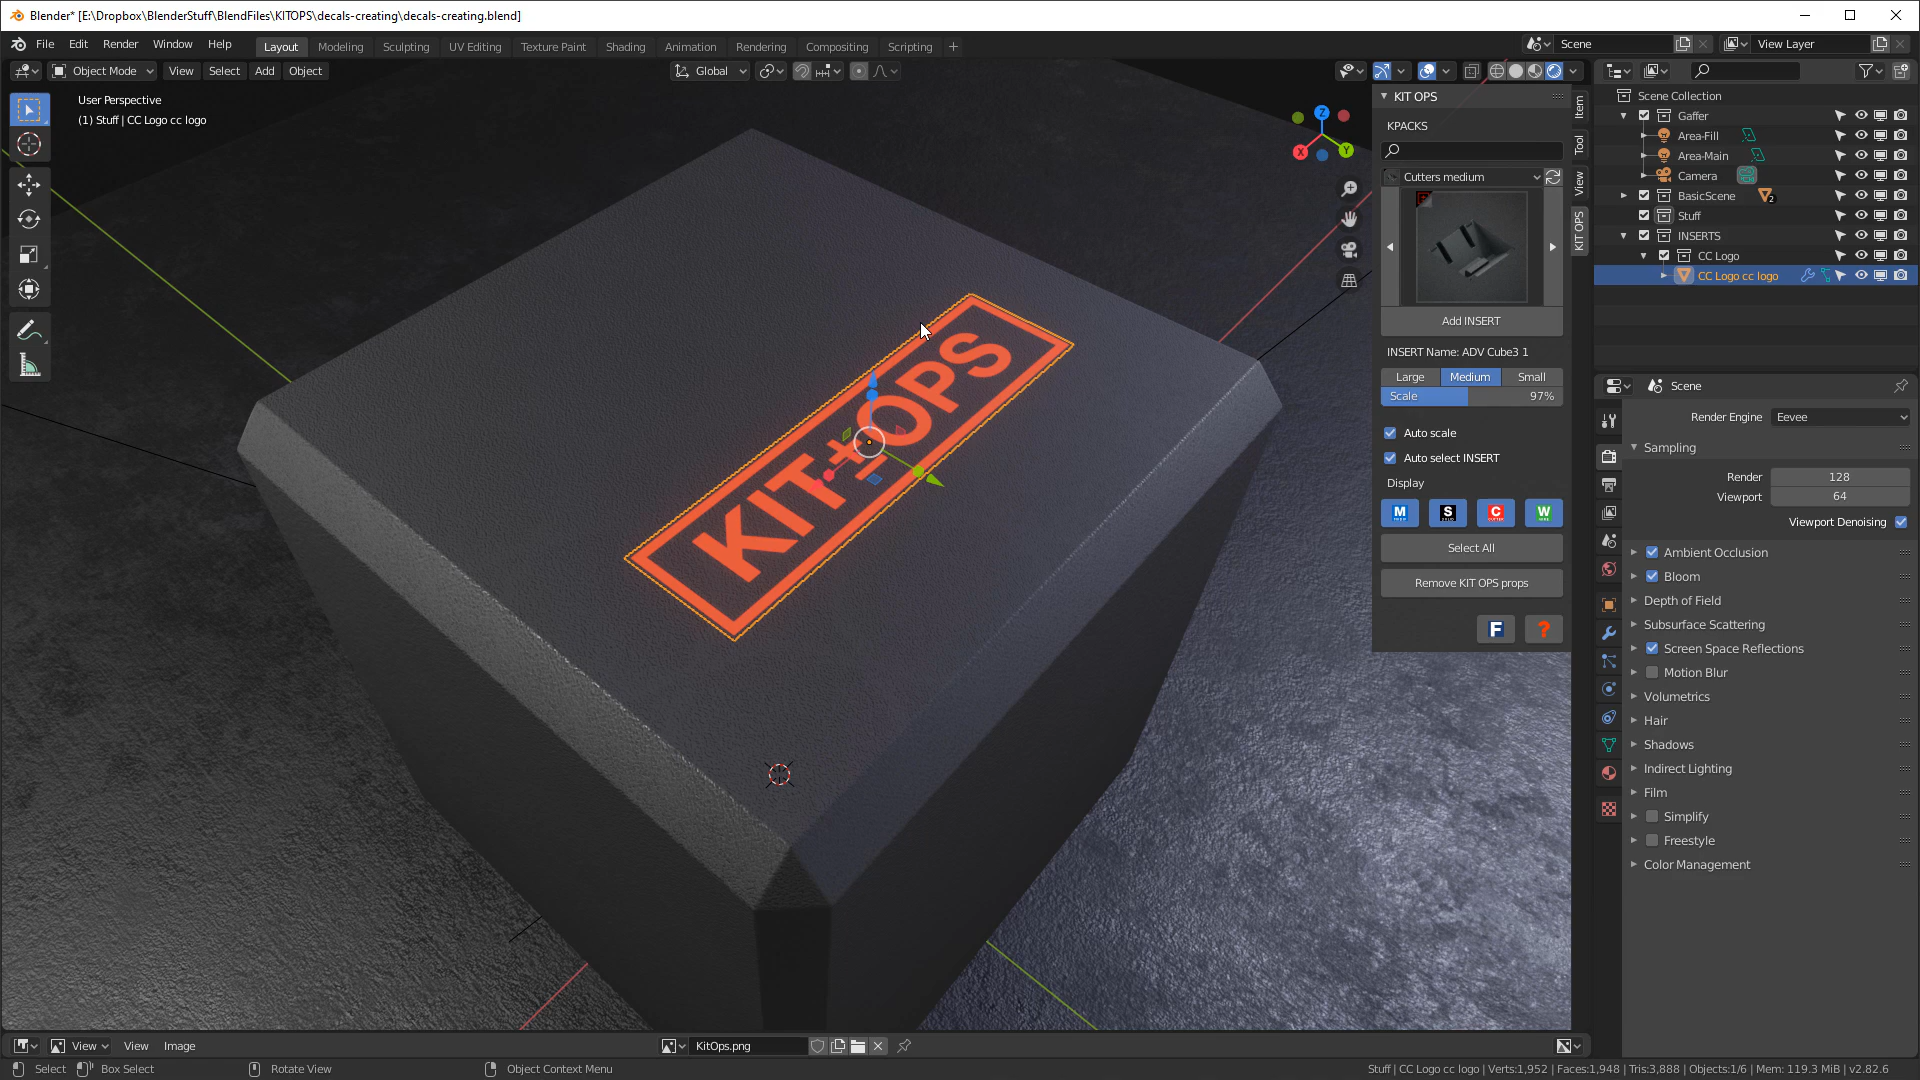 Blender* [E:\Dropbox\BlenderStuff\BlendFiles\KITOPS\decals-creating\decals-creating.blend]
File Edit Render Window Help
Layout Modeling Sculpting UV Editing Texture Paint Shading Animation Rendering Compositing Scripting +
Scene
View Layer
Object Mode View Select Add Object
Global
User Perspective
(1) Stuff | CC Logo cc logo
Z
X
Y
KIT OPS
KIT OPS
KPACKS
Cutters medium
Add INSERT
INSERT Name: ADV Cube3 1
Large Medium Small
Scale 97%
Auto scale
Auto select INSERT
Display
M S C W
Select All
Remove KIT OPS props
F ?
Item
Tool
View
KIT OPS
Scene Collection
Gaffer
Area-Fill
Area-Main
Camera
BasicScene 2
Stuff
INSERTS
CC Logo
CC Logo cc logo
Scene
Render Engine Eevee
Sampling
Render 128
Viewport 64
Viewport Denoising
Ambient Occlusion
Bloom
Depth of Field
Subsurface Scattering
Screen Space Reflections
Motion Blur
Volumetrics
Hair
Shadows
Indirect Lighting
Film
Simplify
Freestyle
Color Management
View View Image KitOps.png
Select Box Select Rotate View Object Context Menu
Stuff | CC Logo cc logo | Verts:1,952 | Faces:1,948 | Tris:3,888 | Objects:1/6 | Mem: 119.3 MiB | v2.82.6